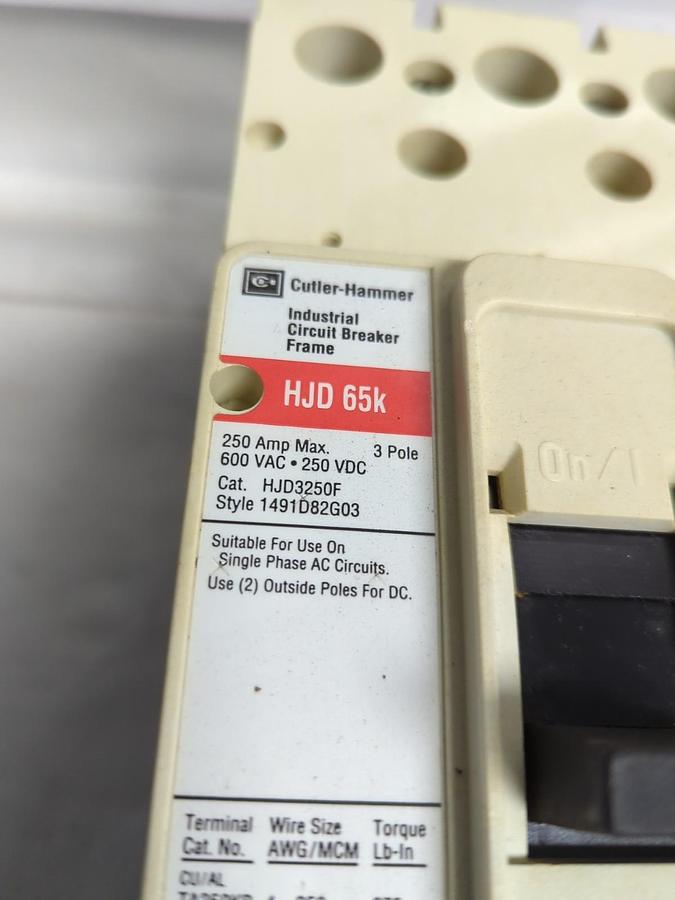 Cutler-Hammer
Industrial
Circuit Breaker
Frame
HJD 65k
250 Amp Max. 3 Pole
600 VAC • 250 VDC
Cat. HJD3250F
Style 1491D82G03
Suitable For Use On
Single Phase AC Circuits.
Use (2) Outside Poles For DC.
Terminal Wire Size Torque
Cat. No. AWG/MCM Lb-In
CU/AL
On/I